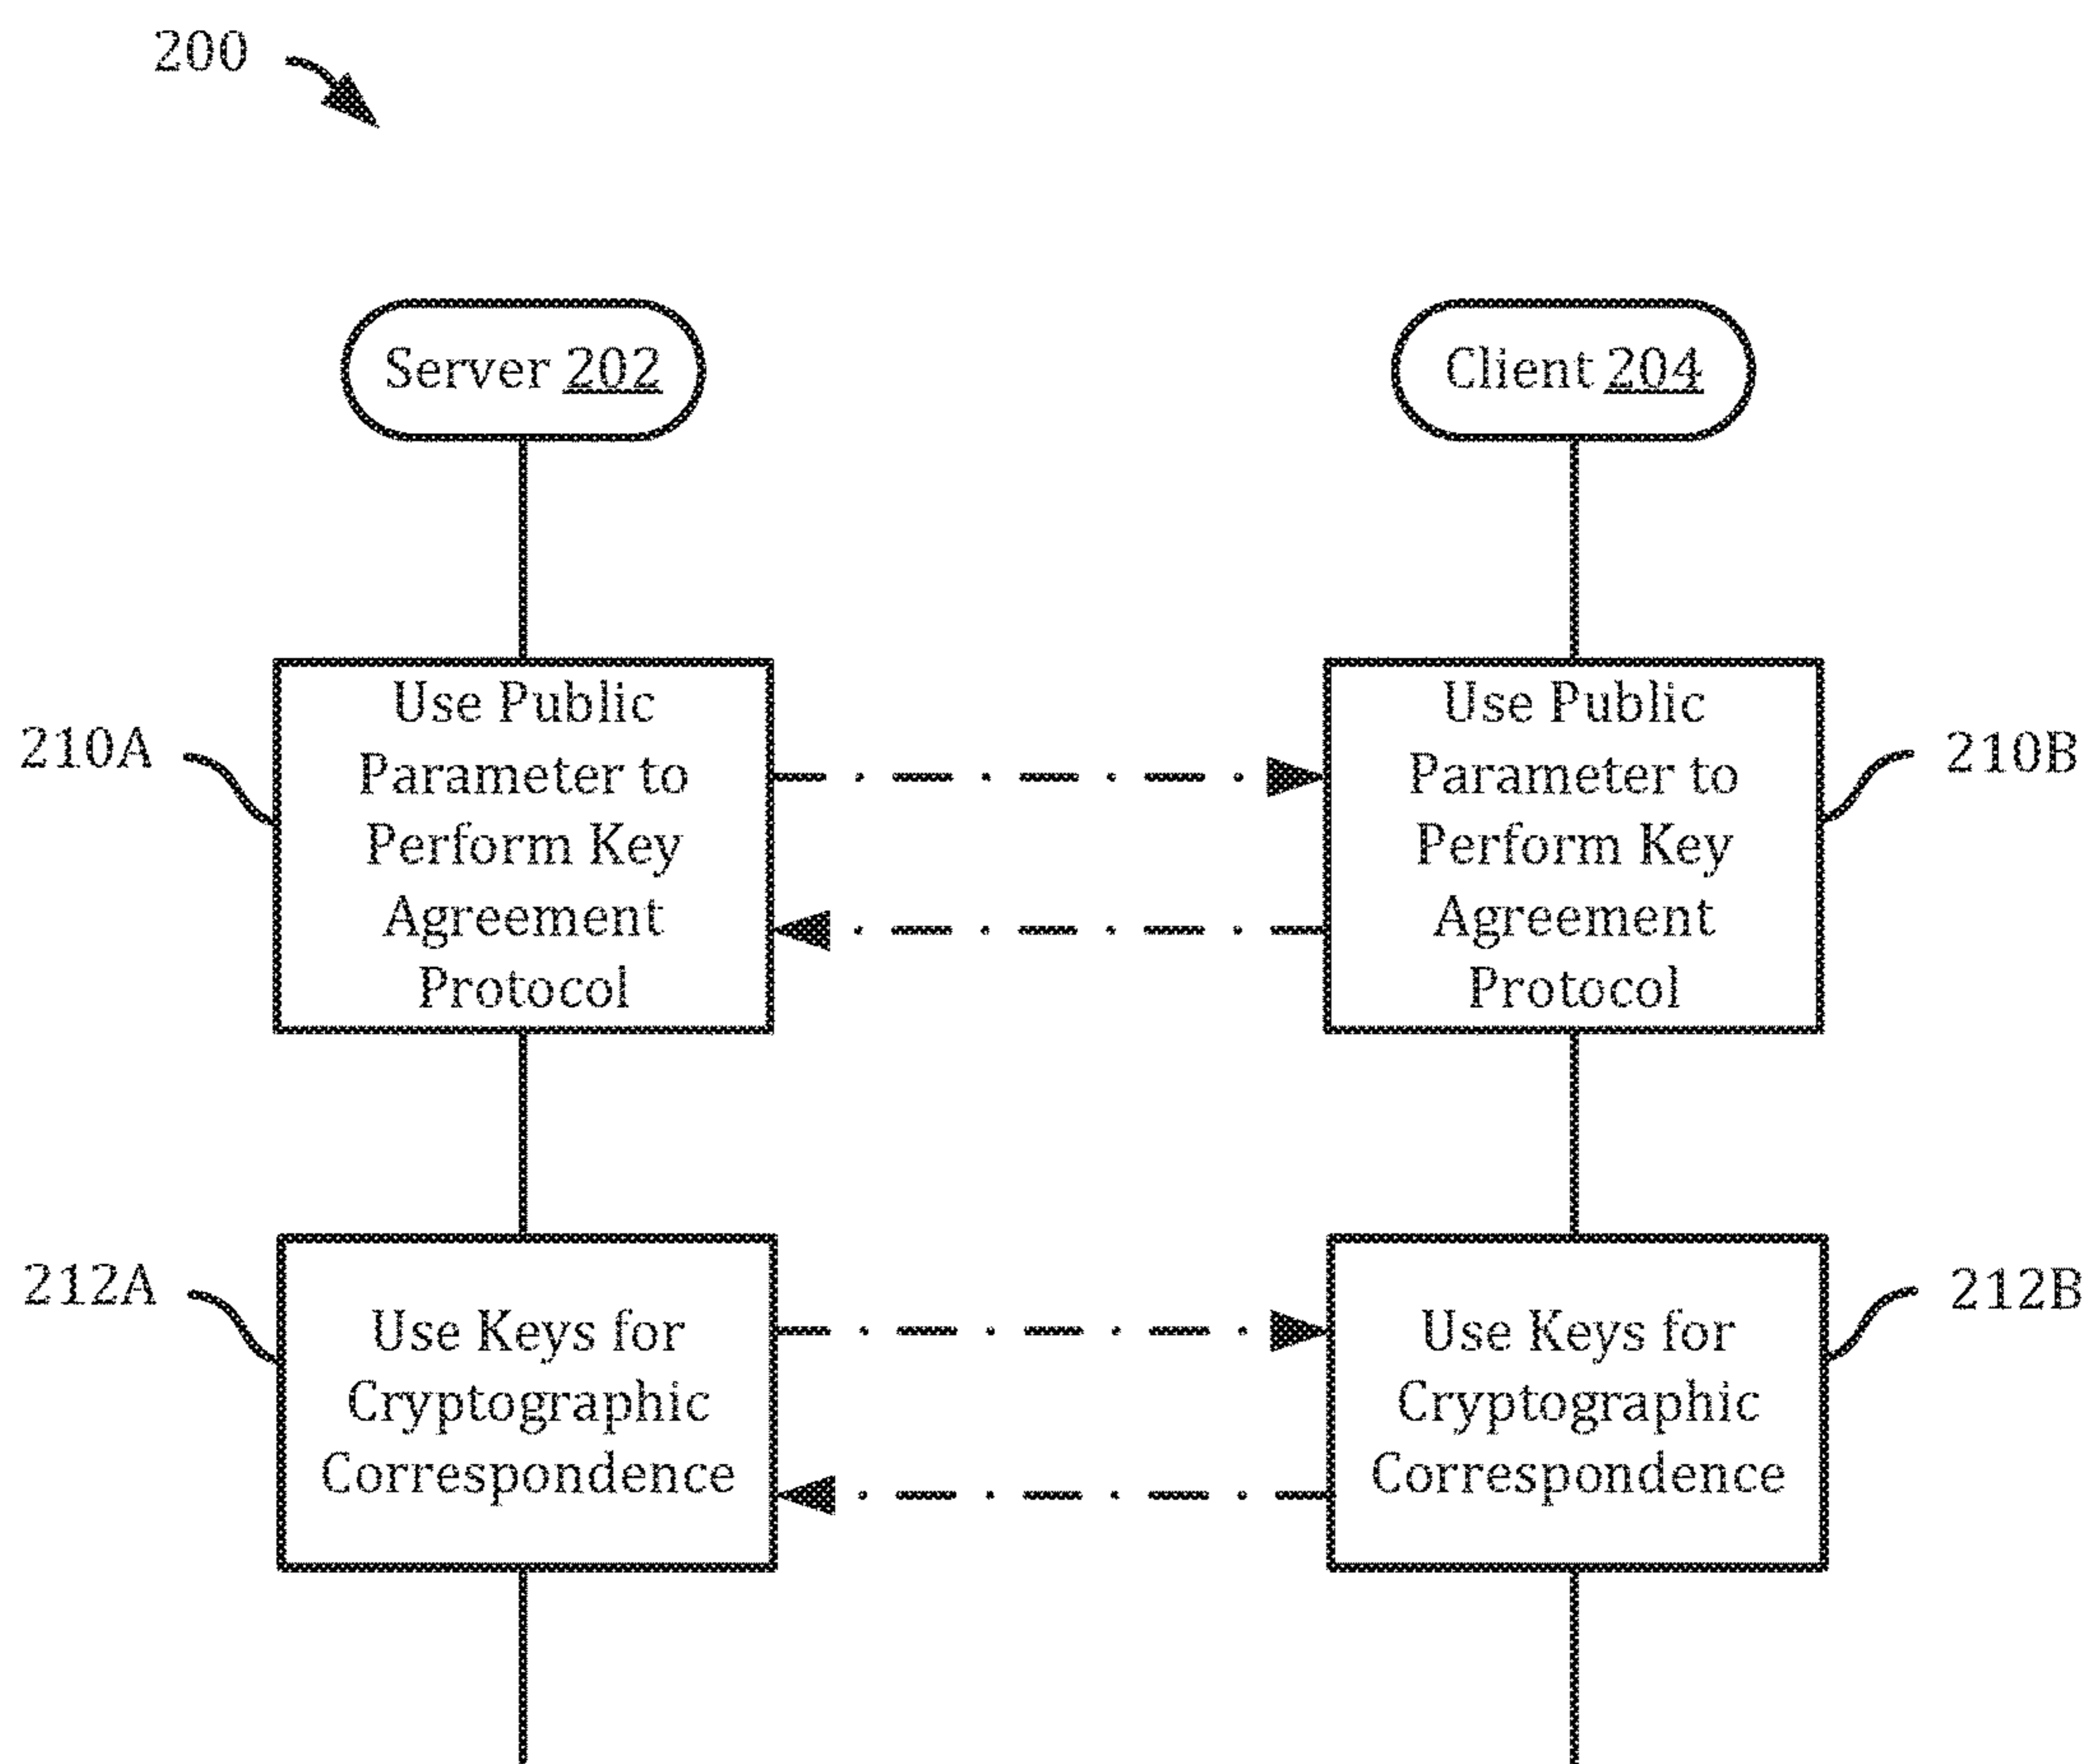 200
Server 202
Client 204
210A
Use Public
Parameter to
Perform Key
Agreement
Protocol
Use Public
Parameter to
Perform Key
Agreement
Protocol
210B
212A
Use Keys for
Cryptographic
Correspondence
Use Keys for
Cryptographic
Correspondence
212B